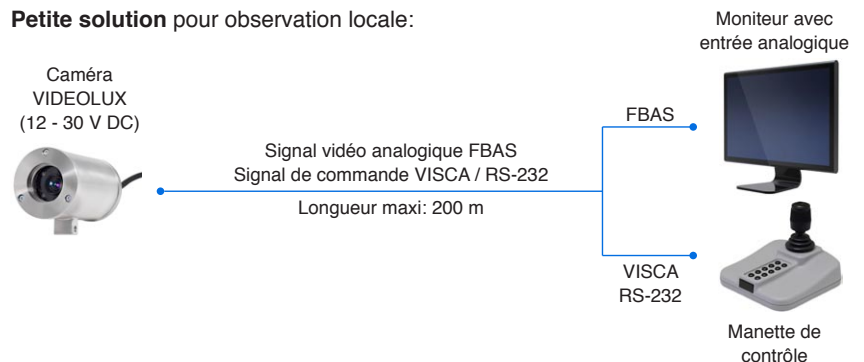 Petite solution pour observation locale:
Moniteur avec
entrée analogique
Caméra
VIDEOLUX
(12 - 30 V DC)
FBAS
Signal vidéo analogique FBAS
Signal de commande VISCA / RS-232
Longueur maxi: 200 m
VISCA
RS-232
Manette de
contrôle